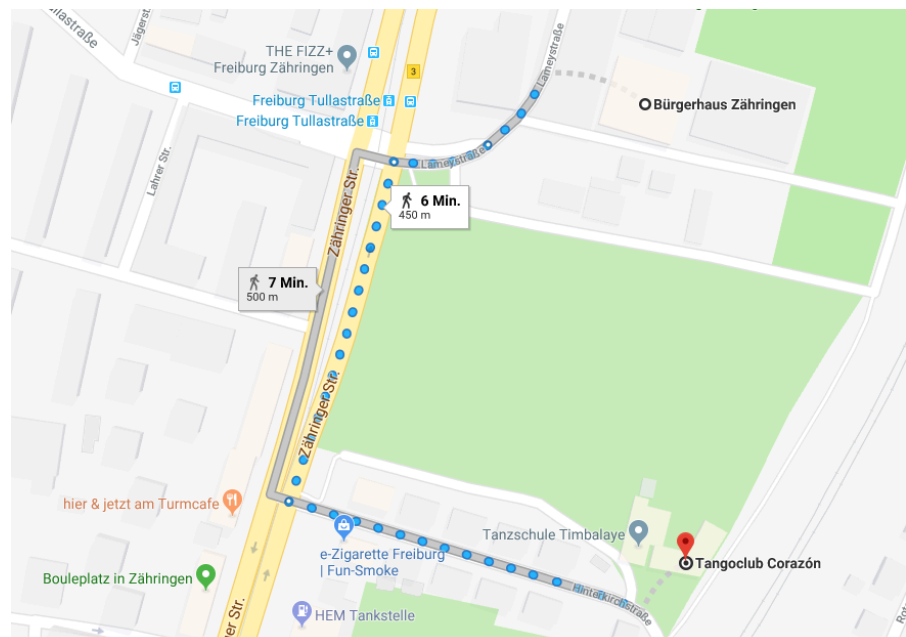 Tullastraße
Jägerst.
THE FIZZ+
Freiburg Zähringen
3
Lameystraße
Freiburg Tullastraße
Freiburg Tullastraße
Bürgerhaus Zähringen
Lameystraße
Lahrer Str.
Zähringer Str.
6 Min.
450 m
7 Min.
500 m
Zähringer Str.
hier & jetzt am Turmcafe
Tanzschule Timbalaye
e-Zigarette Freiburg
| Fun-Smoke
Tangoclub Corazón
Bouleplatz in Zähringen
Hinterkirchstraße
HEM Tankstelle